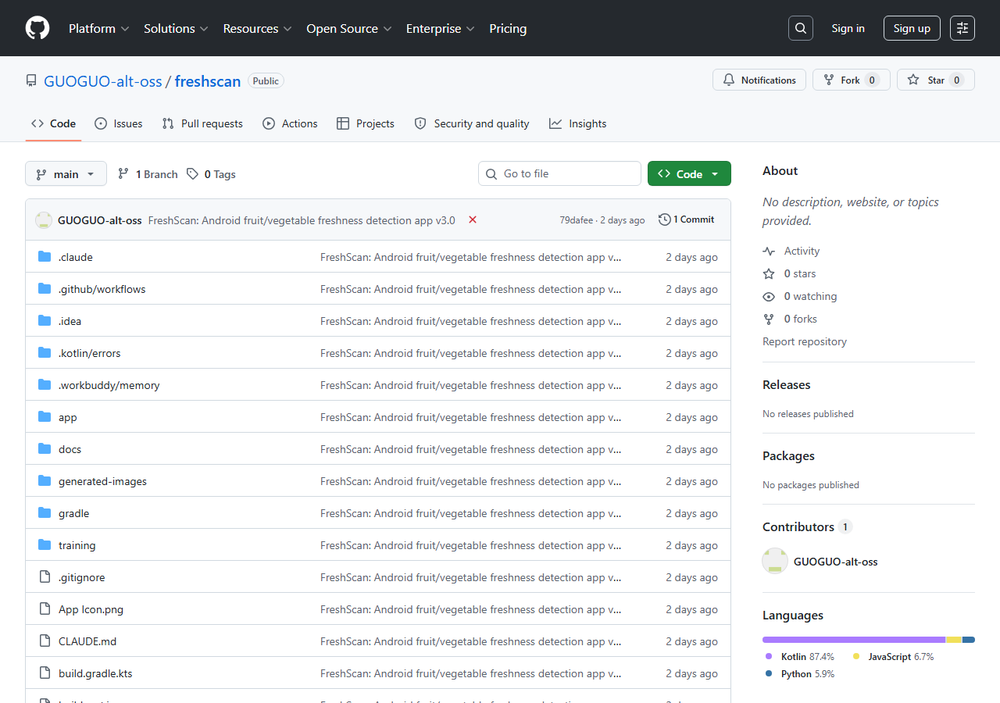 Platform Solutions Resources Open Source Enterprise Pricing Sign in Sign up
GUOGUO-alt-oss / freshscan Public Notifications Fork 0 Star 0
Code Issues Pull requests Actions Projects Security and quality Insights
main 1 Branch 0 Tags Go to file Code
GUOGUO-alt-oss FreshScan: Android fruit/vegetable freshness detection app v3.0 79dafee · 2 days ago 1 Commit
.claude FreshScan: Android fruit/vegetable freshness detection app v... 2 days ago
.github/workflows FreshScan: Android fruit/vegetable freshness detection app v... 2 days ago
.idea FreshScan: Android fruit/vegetable freshness detection app v... 2 days ago
.kotlin/errors FreshScan: Android fruit/vegetable freshness detection app v... 2 days ago
.workbuddy/memory FreshScan: Android fruit/vegetable freshness detection app v... 2 days ago
app FreshScan: Android fruit/vegetable freshness detection app v... 2 days ago
docs FreshScan: Android fruit/vegetable freshness detection app v... 2 days ago
generated-images FreshScan: Android fruit/vegetable freshness detection app v... 2 days ago
gradle FreshScan: Android fruit/vegetable freshness detection app v... 2 days ago
training FreshScan: Android fruit/vegetable freshness detection app v... 2 days ago
.gitignore FreshScan: Android fruit/vegetable freshness detection app v... 2 days ago
App Icon.png FreshScan: Android fruit/vegetable freshness detection app v... 2 days ago
CLAUDE.md FreshScan: Android fruit/vegetable freshness detection app v... 2 days ago
build.gradle.kts FreshScan: Android fruit/vegetable freshness detection app v... 2 days ago
About
No description, website, or topics
provided.
Activity
0 stars
0 watching
0 forks
Report repository
Releases
No releases published
Packages
No packages published
Contributors 1
GUOGUO-alt-oss
Languages
Kotlin 87.4% JavaScript 6.7%
Python 5.9%